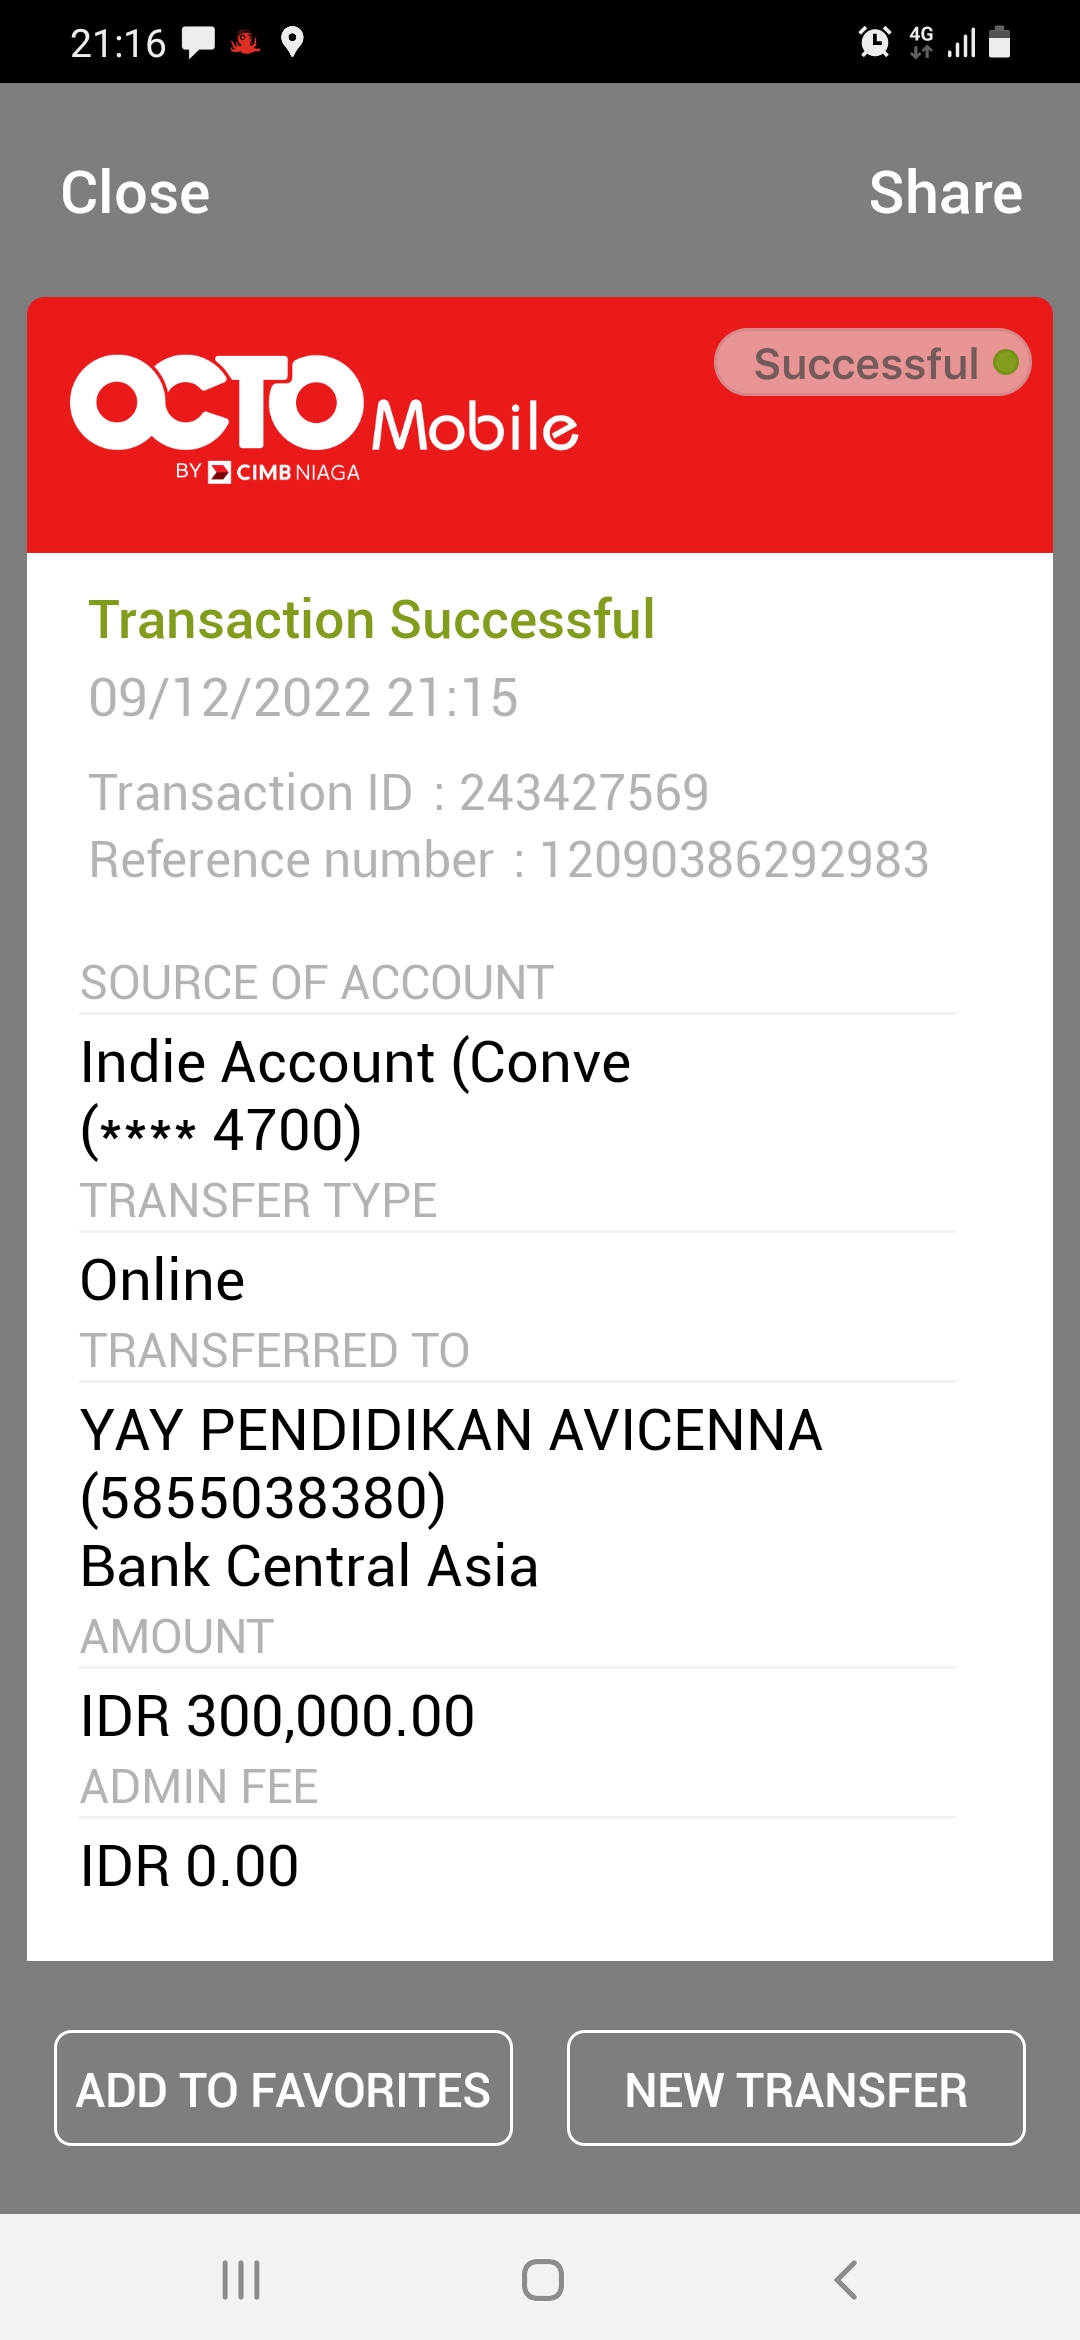 21:16
4G
Close
Share
Successful
OCTO Mobile
BY CIMB NIAGA
Transaction Successful
09/12/2022 21:15
Transaction ID : 243427569
Reference number : 12090386292983
SOURCE OF ACCOUNT
Indie Account (Conve
(**** 4700)
TRANSFER TYPE
Online
TRANSFERRED TO
YAY PENDIDIKAN AVICENNA
(5855038380)
Bank Central Asia
AMOUNT
IDR 300,000.00
ADMIN FEE
IDR 0.00
ADD TO FAVORITES
NEW TRANSFER